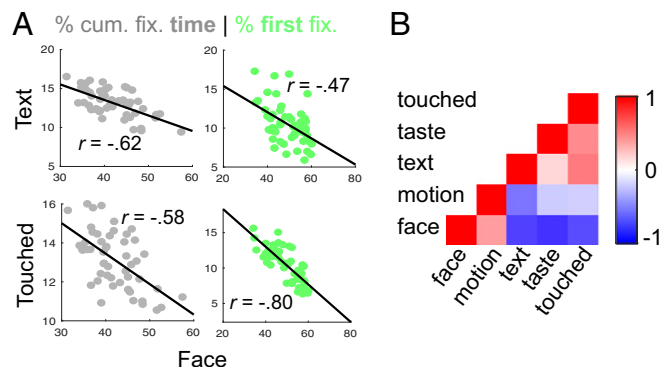 A
% cum. fix. time | % first fix.
Text
20
15
10
5
r = -.62
30 40 50 60
20
15
10
5
r = -.47
20 40 60 80
Touched
16
14
12
10
r = -.58
30 40 50 60
15
10
5
r = -.80
20 40 60 80
Face
B
touched
taste
text
motion
face
face
motion
text
taste
touched
1
0
-1